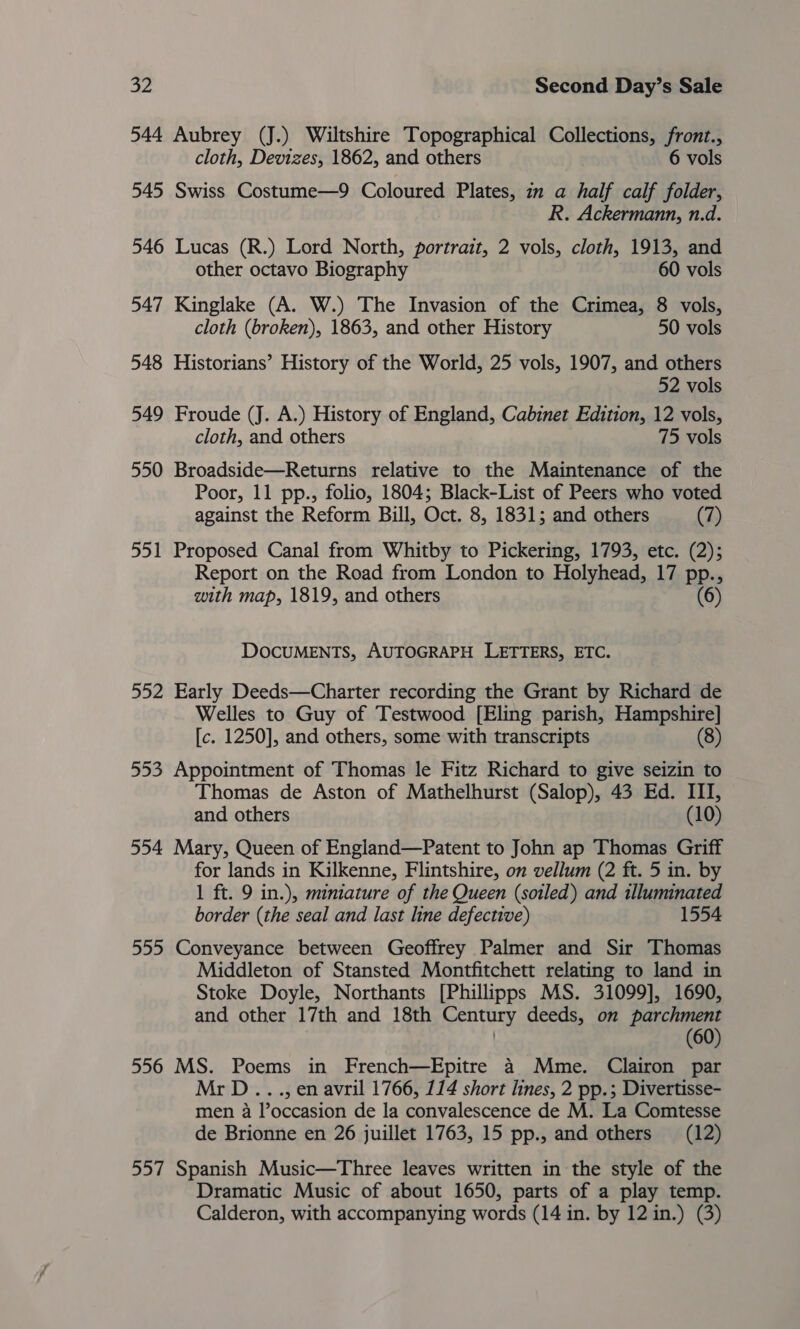 32 Second Day’s Sale
544 Aubrey (J.) Wiltshire Topographical Collections, front.,
cloth, Devizes, 1862, and others 6 vols
545 Swiss Costume—9 Coloured Plates, in a half calf folder,
R. Ackermann, n.d.
546 Lucas (R.) Lord North, portrait, 2 vols, cloth, 1913, and
other octavo Biography 60 vols
547 Kinglake (A. W.) The Invasion of the Crimea, 8 vols,
cloth (broken), 1863, and other History 50 vols
548 Historians’ History of the World, 25 vols, 1907, and others
52 vols
549 Froude (J. A.) History of England, Cabinet Edition, 12 vols,
cloth, and others 75 vols
550 Broadside—Returns relative to the Maintenance of the
Poor, 11 pp., folio, 1804; Black-List of Peers who voted
against the Reform Bill, Oct. 8, 1831; and others (7)
551 Proposed Canal from Whitby to Pickering, 1793, etc. (2);
Report on the Road from London to Holyhead, 17 pp.,
with map, 1819, and others (6)
DOCUMENTS, AUTOGRAPH LETTERS, ETC.
552 Early Deeds—Charter recording the Grant by Richard de
Welles to Guy of Testwood [Eling parish, Hampshire]
[c. 1250], and others, some with transcripts (8)
553 Appointment of Thomas le Fitz Richard to give seizin to
Thomas de Aston of Mathelhurst (Salop), 43 Ed. III,
and others (10)
554 Mary, Queen of England—Patent to John ap Thomas Griff
for lands in Kilkenne, Flintshire, on vellum (2 ft. 5 in. by
1 ft. 9 in.), miniature of the Queen (soiled) and illuminated
border (the seal and last line defective) 1554
555 Conveyance between Geoffrey Palmer and Sir Thomas
Middleton of Stansted Montfitchett relating to land in
Stoke Doyle, Northants [Phillipps MS. 31099], 1690,
and other 17th and 18th Century deeds, on parchment
(60)
556 MS. Poems in French—Epitre à Mme. Clairon par
Mr D . . ., en avril 1766, 114 short lines, 2 pp.; Divertisse-
men à l’occasion de la convalescence de M. La Comtesse
de Brionne en 26 juillet 1763, 15 pp., and others (12)
557 Spanish Music—Three leaves written in the style of the
Dramatic Music of about 1650, parts of a play temp.
Calderon, with accompanying words (14 in. by 12 in.) (3)